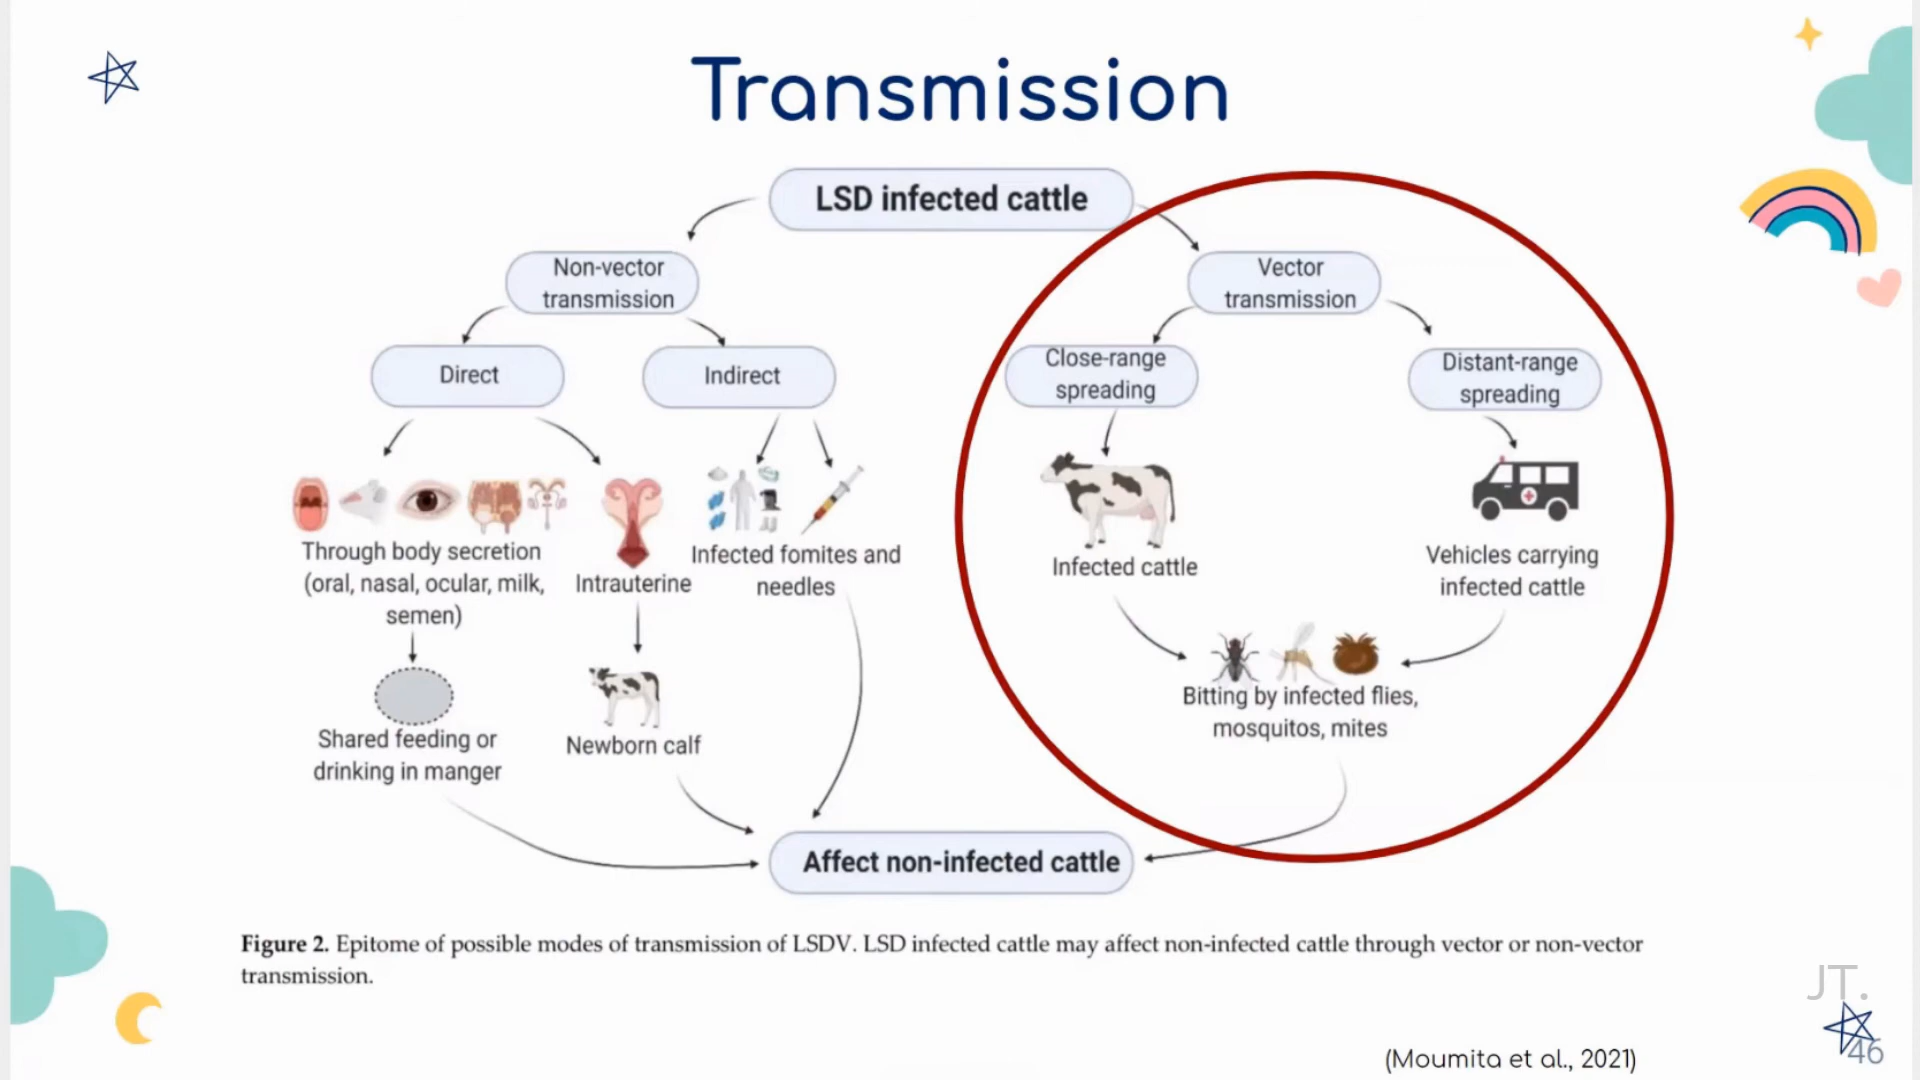 Transmission
LSD infected cattle
Non-vector
transmission
Vector
transmission
Direct
Indirect
Close-range
spreading
Distant-range
spreading
Through body secretion
(oral, nasal, ocular, milk,
semen)
Intrauterine
Infected fomites and
needles
Infected cattle
Vehicles carrying
infected cattle
Shared feeding or
drinking in manger
Newborn calf
Bitting by infected flies,
mosquitos, mites
Affect non-infected cattle
Figure 2. Epitome of possible modes of transmission of LSDV. LSD infected cattle may affect non-infected cattle through vector or non-vector
transmission.
JT.
46
(Moumita et al., 2021)